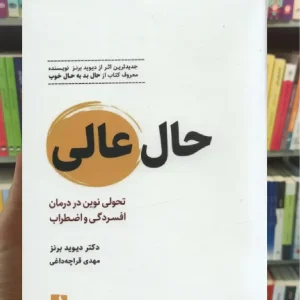 جدیدترین اثر از دیوید برنز نویسنده
معروف کتاب از حال بد به حال خوب
حال عالی
تحولی نوین در درمان
افسردگی و اضطراب
دکتر دیوید برنز
مهدی قراچه‌داغی